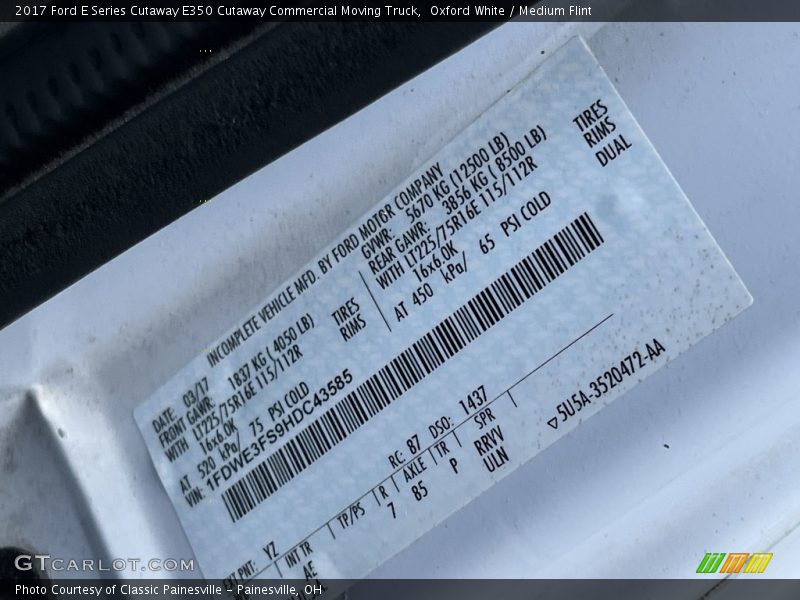 2017 Ford E Series Cutaway E350 Cutaway Commercial Moving Truck, Oxford White / Medium Flint
INCOMPLETE VEHICLE MFD. BY FORD MOTOR COMPANY
DATE: 03/17 GVWR: 5670 KG (12500 LB)
FRONT GAWR: 1837 KG ( 4050 LB) REAR GAWR: 3856 KG ( 8500 LB)
WITH LT225/75R16E 115/112R TIRES WITH LT225/75R16E 115/112R TIRES
16x6.0K RIMS 16x6.0K RIMS
AT 520 kPa/ 75 PSI COLD AT 450 kPa/ 65 PSI COLD DUAL
VIN: 1FDWE3FS9HDC43585
EXT PNT: YZ RC: 87 DSO: 1437
INT TR TP/PS R AXLE TR SPR
AE 7 85 P RRVV
ULN
5U5A-3520472-AA
GTCARLOT.COM
Photo Courtesy of Classic Painesville - Painesville, OH